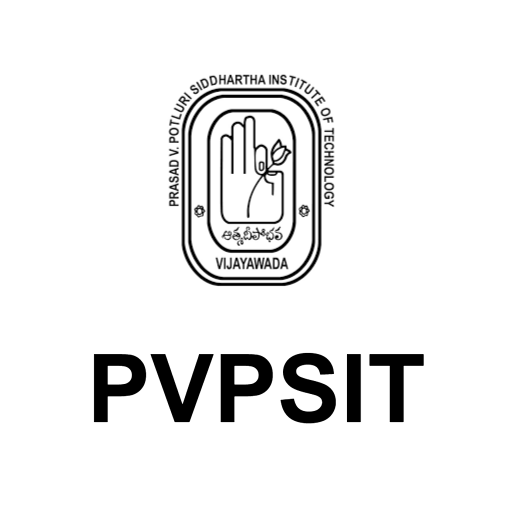 PRASAD V. POTLURI SIDDHARTHA INSTITUTE OF TECHNOLOGY
ఆత్మదీపోభవ
VIJAYAWADA
PVPSIT